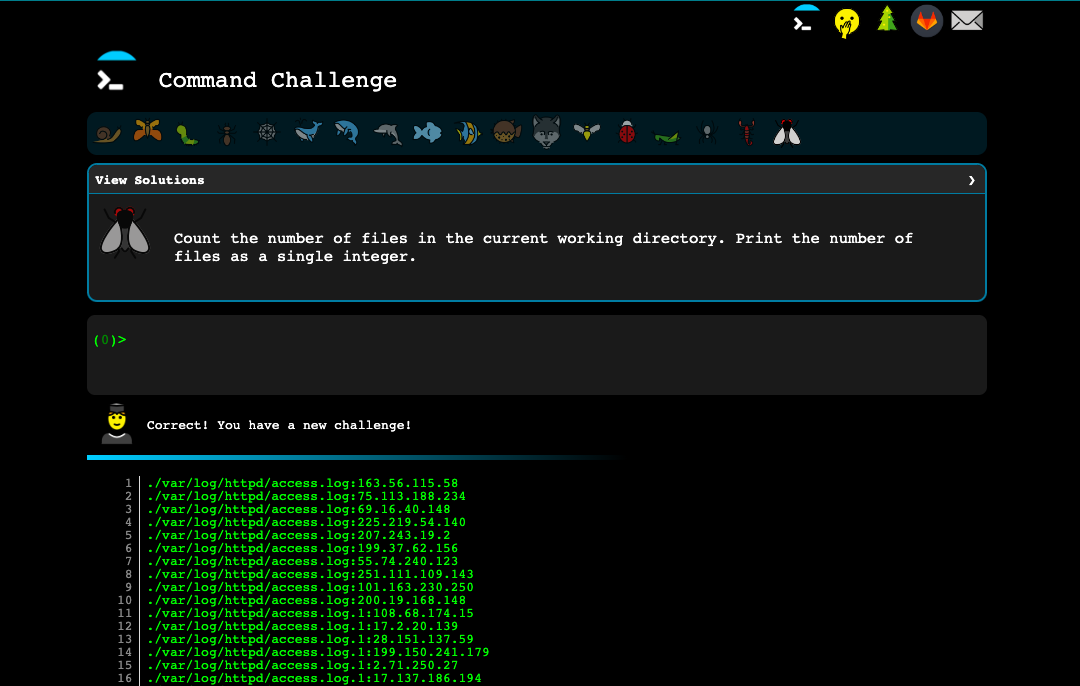 Command Challenge
View Solutions ❯
Count the number of files in the current working directory. Print the number of
files as a single integer.
(0)>
Correct! You have a new challenge!
1 ./var/log/httpd/access.log:163.56.115.58
2 ./var/log/httpd/access.log:75.113.188.234
3 ./var/log/httpd/access.log:69.16.40.148
4 ./var/log/httpd/access.log:225.219.54.140
5 ./var/log/httpd/access.log:207.243.19.2
6 ./var/log/httpd/access.log:199.37.62.156
7 ./var/log/httpd/access.log:55.74.240.123
8 ./var/log/httpd/access.log:251.111.109.143
9 ./var/log/httpd/access.log:101.163.230.250
10 ./var/log/httpd/access.log:200.19.168.148
11 ./var/log/httpd/access.log.1:108.68.174.15
12 ./var/log/httpd/access.log.1:17.2.20.139
13 ./var/log/httpd/access.log.1:28.151.137.59
14 ./var/log/httpd/access.log.1:199.150.241.179
15 ./var/log/httpd/access.log.1:2.71.250.27
16 ./var/log/httpd/access.log.1:17.137.186.194